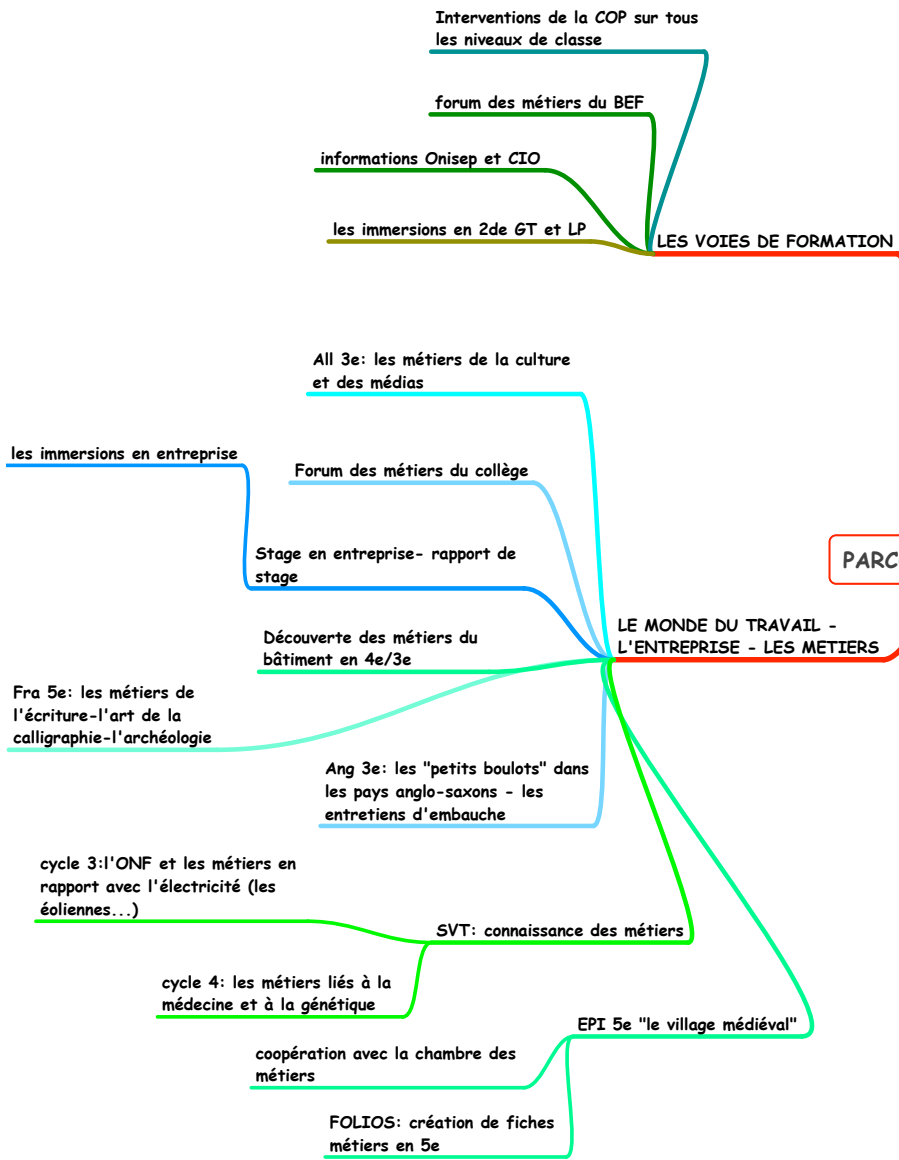 Interventions de la COP sur tous
les niveaux de classe
forum des métiers du BEF
informations Onisep et CIO
les immersions en 2de GT et LP
LES VOIES DE FORMATION
All 3e: les métiers de la culture
et des médias
les immersions en entreprise
Forum des métiers du collège
Stage en entreprise- rapport de
stage
PARC
LE MONDE DU TRAVAIL -
L'ENTREPRISE - LES METIERS
Découverte des métiers du
bâtiment en 4e/3e
Fra 5e: les métiers de
l'écriture-l'art de la
calligraphie-l'archéologie
Ang 3e: les "petits boulots" dans
les pays anglo-saxons - les
entretiens d'embauche
cycle 3:l'ONF et les métiers en
rapport avec l'électricité (les
éoliennes...)
SVT: connaissance des métiers
cycle 4: les métiers liés à la
médecine et à la génétique
EPI 5e "le village médiéval"
coopération avec la chambre des
métiers
FOLIOS: création de fiches
métiers en 5e